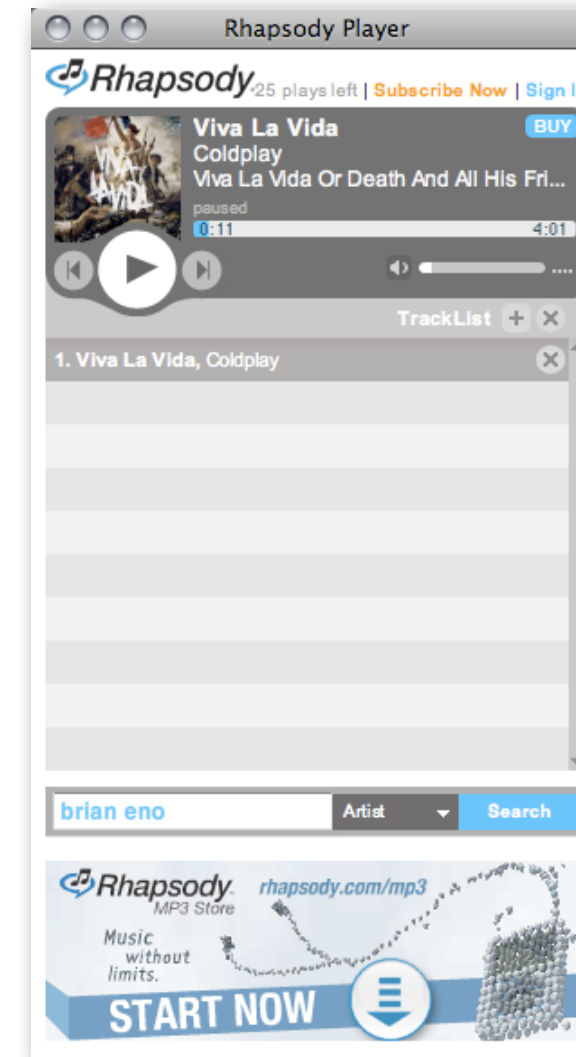 Rhapsody Player
Rhapsody 25 plays left | Subscribe Now | Sign I
Viva La Vida BUY
Coldplay
Viva La Vida Or Death And All His Fri...
paused
0:11 4:01
TrackList
1. Viva La Vida, Coldplay
brian eno Artist Search
Rhapsody rhapsody.com/mp3
MP3 Store
Music
without
limits.
START NOW